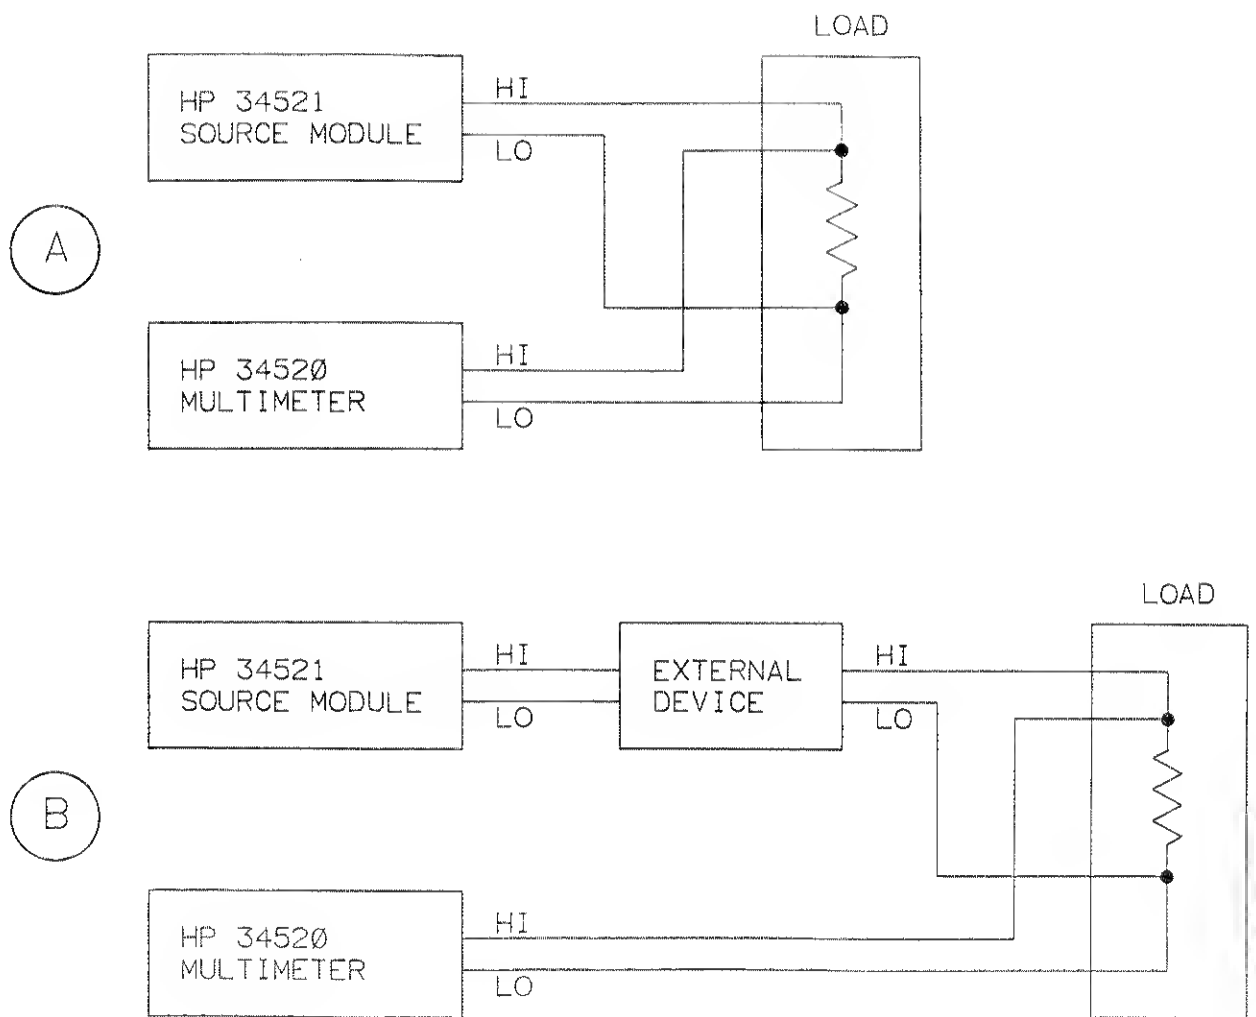 LOAD
HP 34521
SOURCE MODULE
HI
LO
A
HP 34520
MULTIMETER
HI
LO
LOAD
HP 34521
SOURCE MODULE
HI
LO
EXTERNAL
DEVICE
HI
LO
B
HP 34520
MULTIMETER
HI
LO